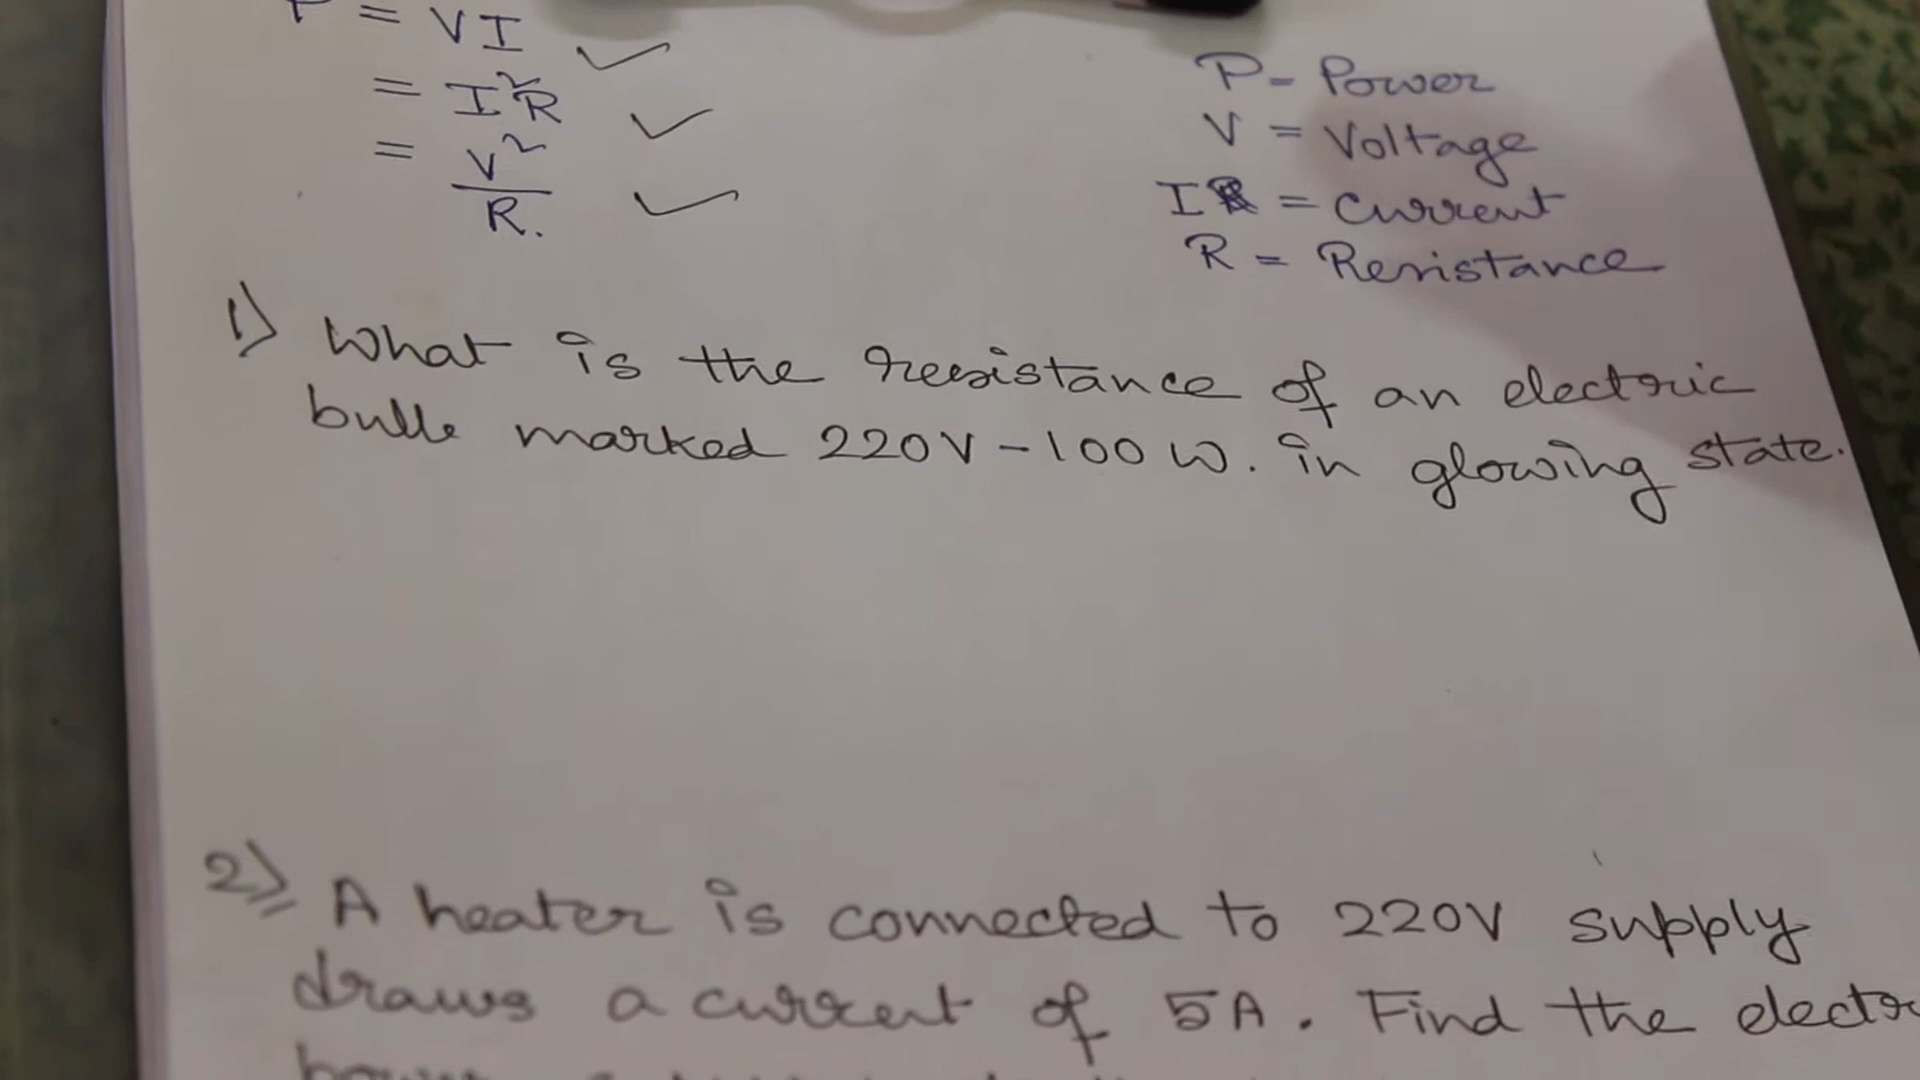 P = VI
= I²R
= V²
R.
P - Power
V = Voltage
I = Current
R = Resistance
1) What is the resistance of an electric
bulb marked 220V - 100 W. in glowing state.
2) A heater is connected to 220V supply
draws a current of 5A. Find the electr